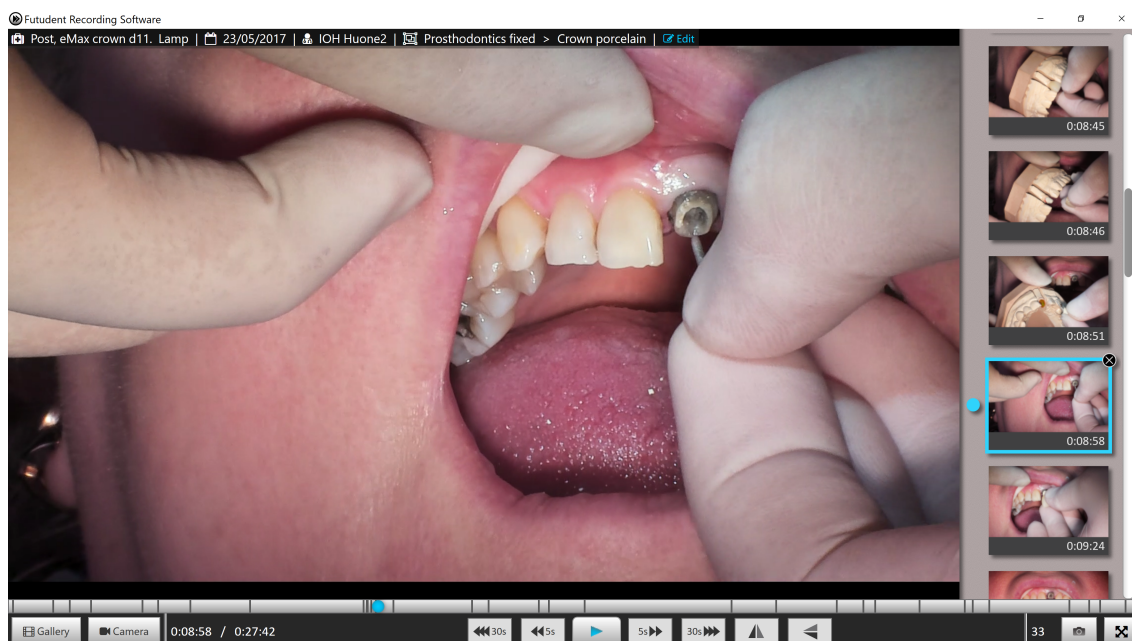 Futudent Recording Software
Post, eMax crown d11. Lamp | 23/05/2017 | IOH Huone2 | Prosthodontics fixed > Crown porcelain | Edit
0:08:45
0:08:46
0:08:51
0:08:58
0:09:24
Gallery Camera 0:08:58 / 0:27:42 30s 5s 5s 30s 33